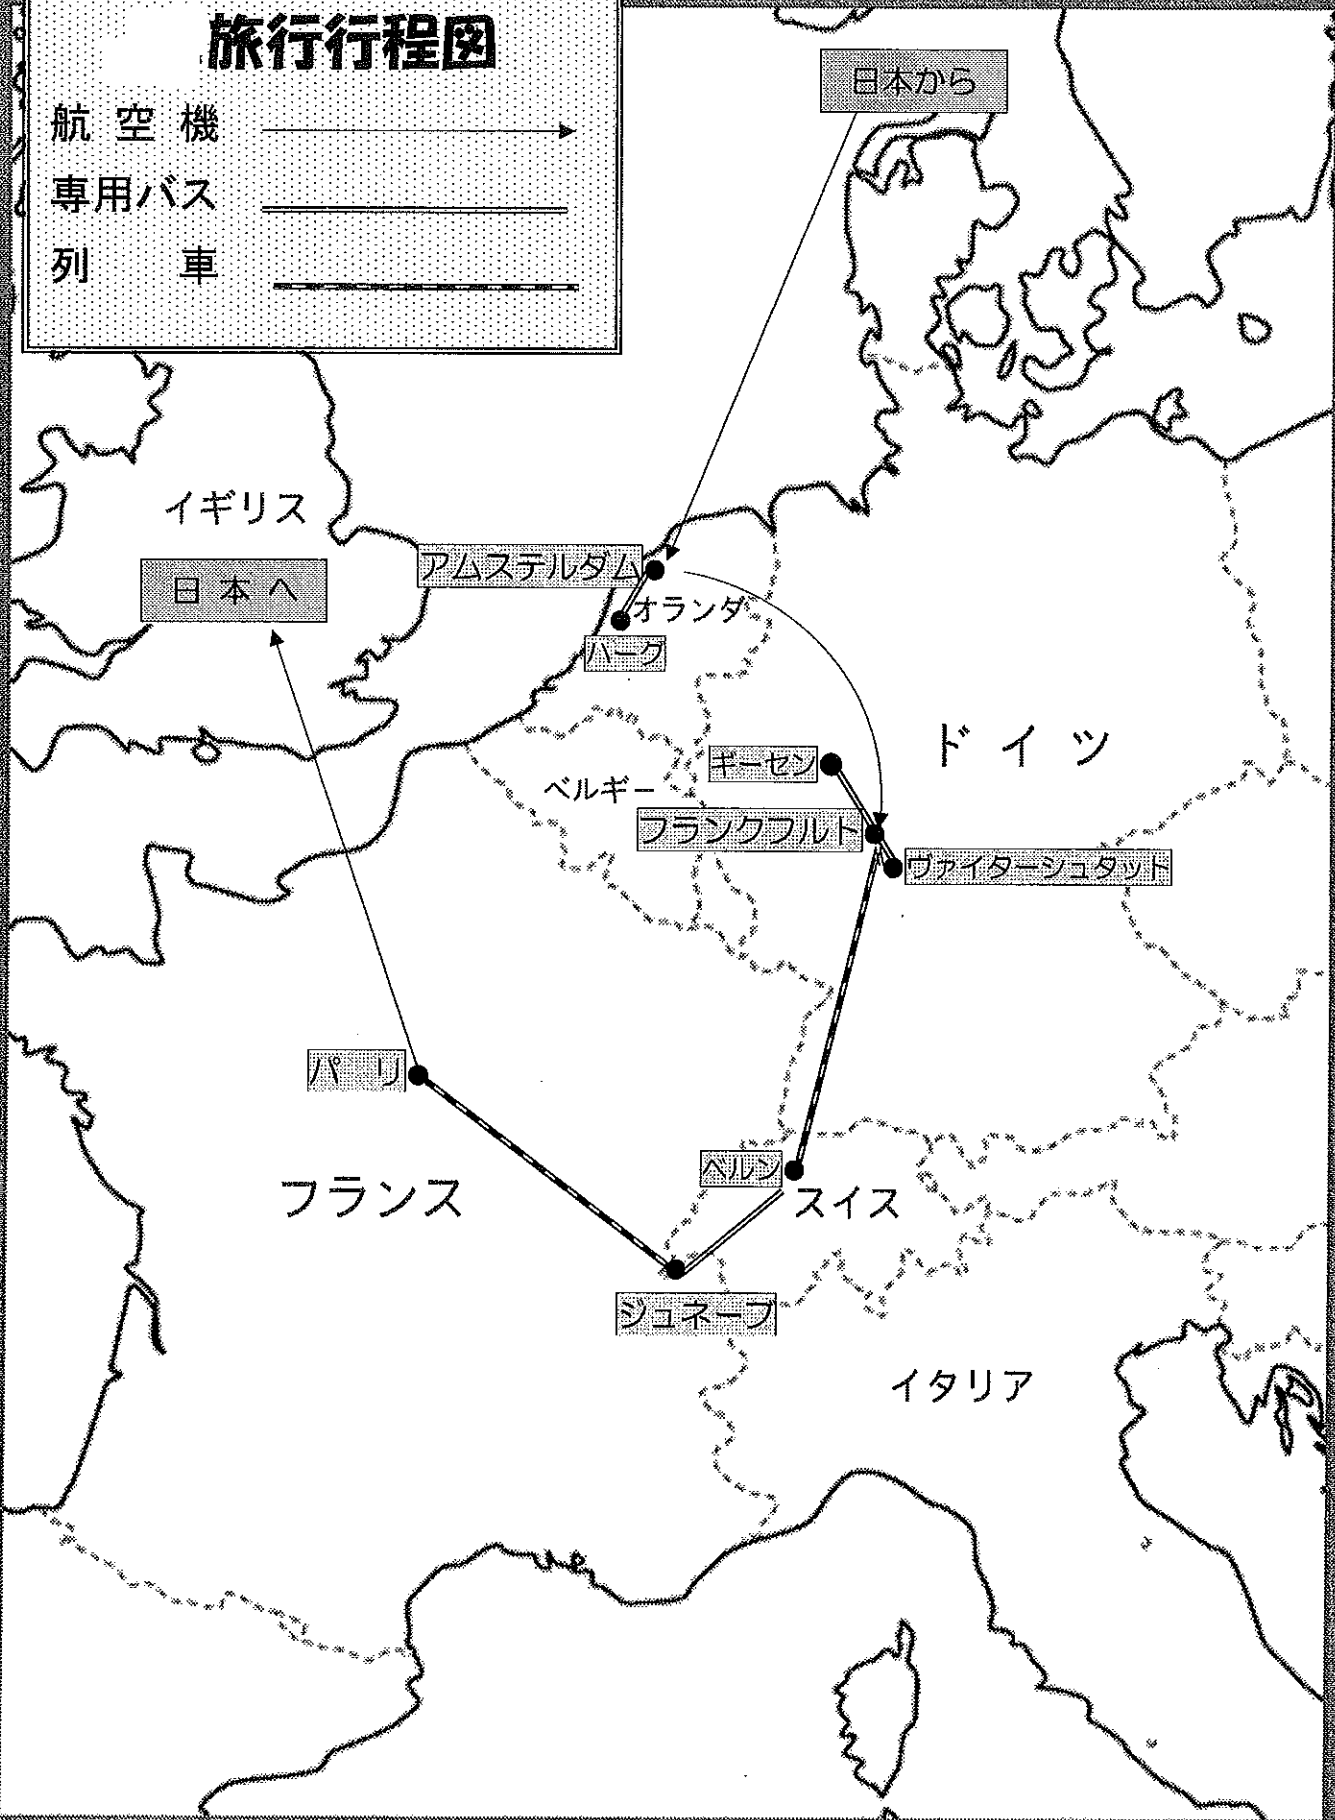 旅行行程図
航空機
専用バス
列車
日本から
イギリス
アムステルダム
日本へ
オランダ
ハーグ
ドイツ
ギーセン
ベルギー
フランクフルト
ヴァイターシュタット
パリ
ベルン
フランス
スイス
ジュネーブ
イタリア